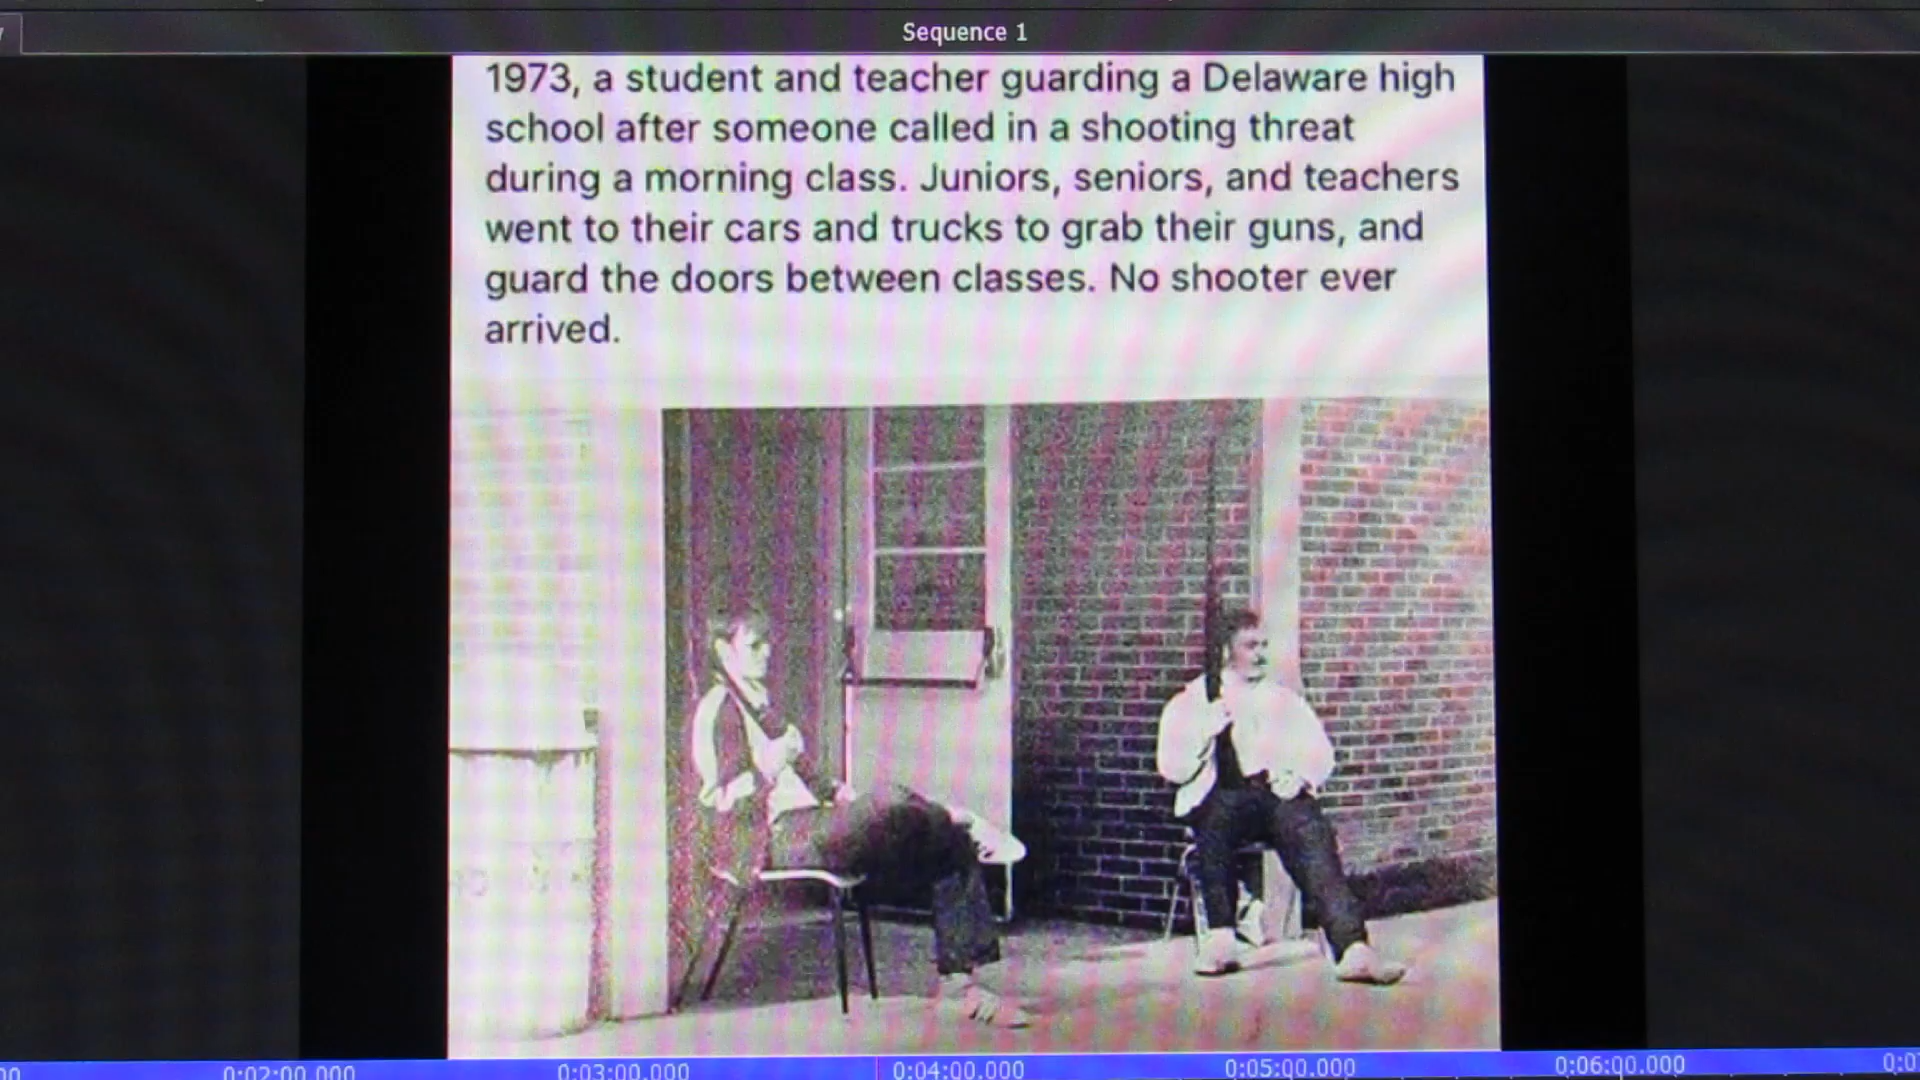 Sequence 1
1973, a student and teacher guarding a Delaware high
school after someone called in a shooting threat
during a morning class. Juniors, seniors, and teachers
went to their cars and trucks to grab their guns, and
guard the doors between classes. No shooter ever
arrived.
0:02:00.000 0:03:00.000 0:04:00.000 0:05:00.000 0:06:00.000